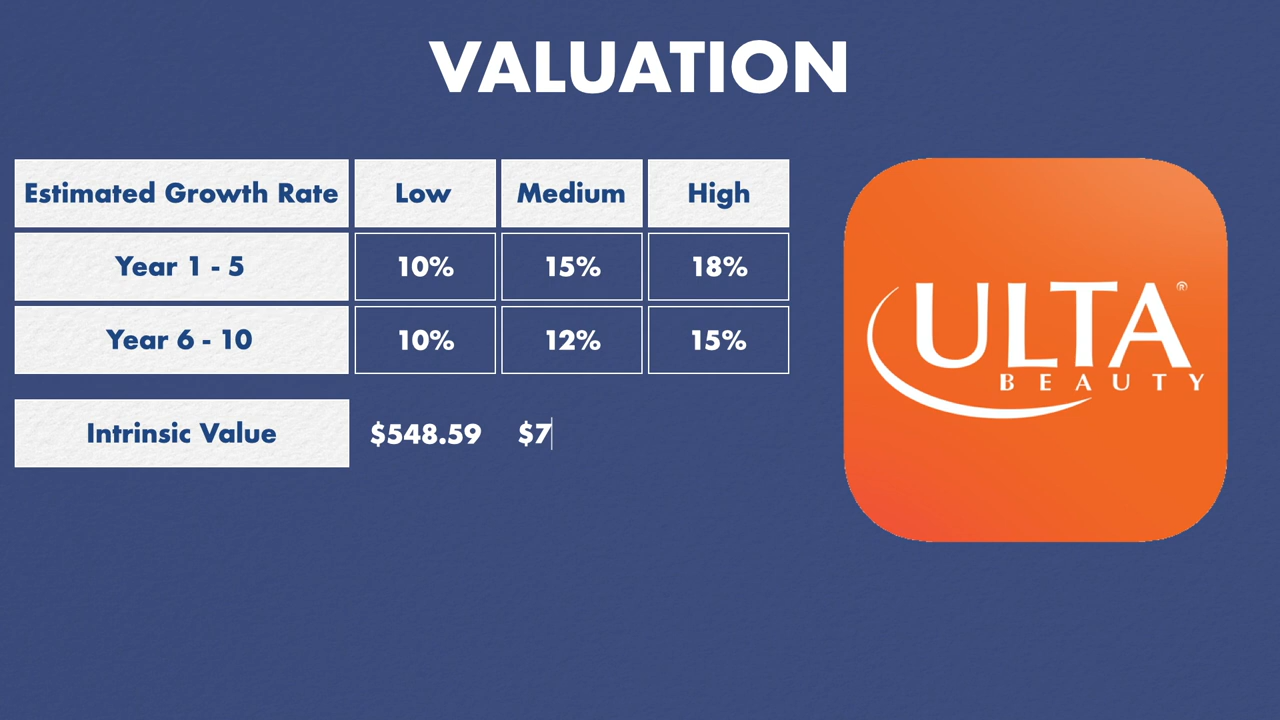 VALUATION
Estimated Growth Rate Low Medium High
Year 1 - 5 10% 15% 18%
Year 6 - 10 10% 12% 15%
Intrinsic Value $548.59 $7
ULTA®
BEAUTY